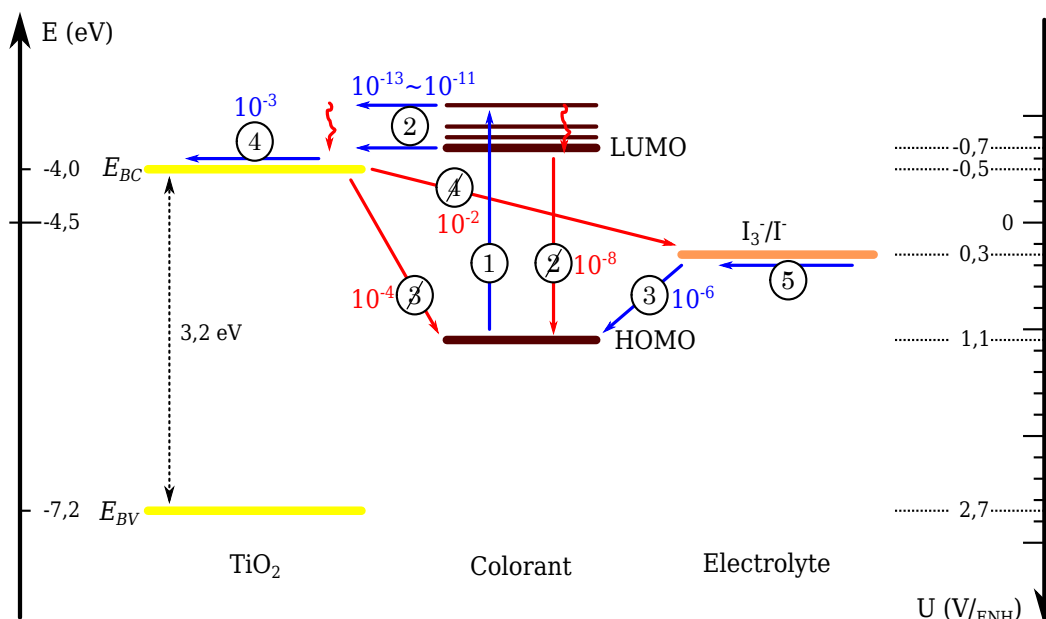 E (eV)
10⁻¹³~10⁻¹¹
10⁻³
4
2
LUMO
-0,7
E_BC
-4,0
-0,5
4
10⁻²
-4,5
0
I₃⁻/I⁻
0,3
1
2
10⁻⁸
5
10⁻⁴
3
3
10⁻⁶
3,2 eV
HOMO
1,1
-7,2
E_BV
2,7
TiO₂
Colorant
Electrolyte
U (V/ENH)